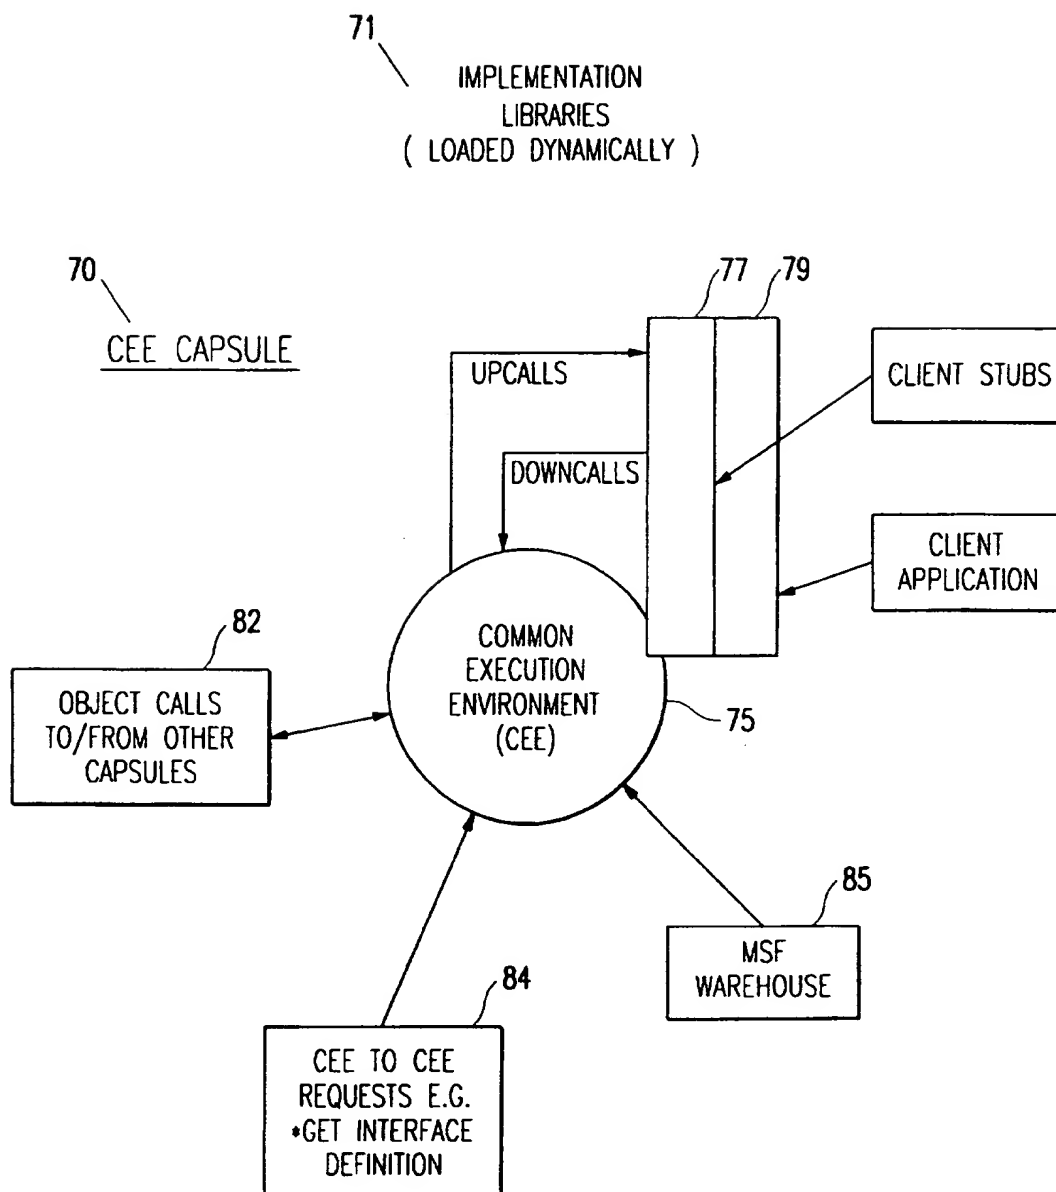 71
IMPLEMENTATION
LIBRARIES
( LOADED DYNAMICALLY )
70
CEE CAPSULE
77
79
UPCALLS
CLIENT STUBS
DOWNCALLS
CLIENT
APPLICATION
82
OBJECT CALLS
TO/FROM OTHER
CAPSULES
COMMON
EXECUTION
ENVIRONMENT
(CEE)
75
85
MSF
WAREHOUSE
84
CEE TO CEE
REQUESTS E.G.
*GET INTERFACE
DEFINITION